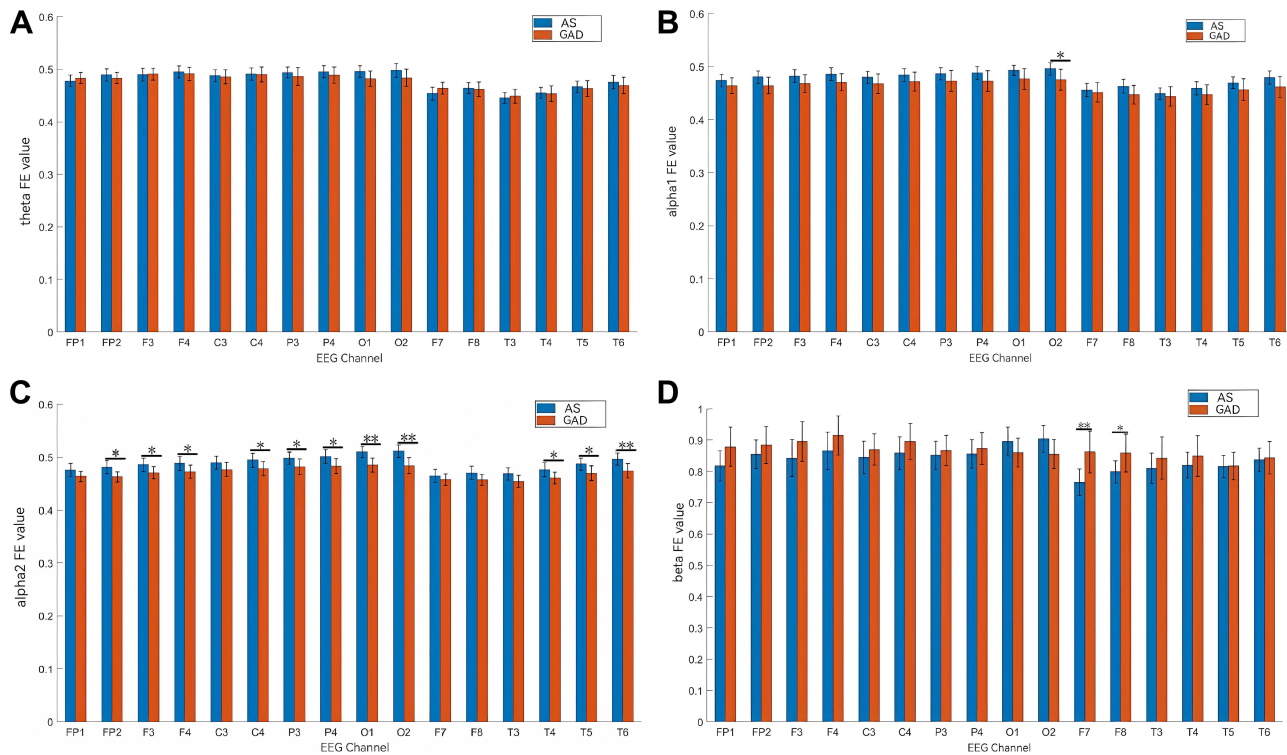 A
0.6
0.5
0.4
0.3
0.2
0.1
0
theta FE value
AS
GAD
FP1 FP2 F3 F4 C3 C4 P3 P4 O1 O2 F7 F8 T3 T4 T5 T6
EEG Channel
B
0.6
0.5
0.4
0.3
0.2
0.1
0
alpha1 FE value
AS
GAD
*
FP1 FP2 F3 F4 C3 C4 P3 P4 O1 O2 F7 F8 T3 T4 T5 T6
EEG Channel
C
0.6
0.5
0.4
0.3
0.2
0.1
0
alpha2 FE value
AS
GAD
* * * * * * ** ** * * **
FP1 FP2 F3 F4 C3 C4 P3 P4 O1 O2 F7 F8 T3 T4 T5 T6
EEG Channel
D
1
0.9
0.8
0.7
0.6
0.5
0.4
0.3
0.2
0.1
0
beta FE value
AS
GAD
** *
FP1 FP2 F3 F4 C3 C4 P3 P4 O1 O2 F7 F8 T3 T4 T5 T6
EEG Channel